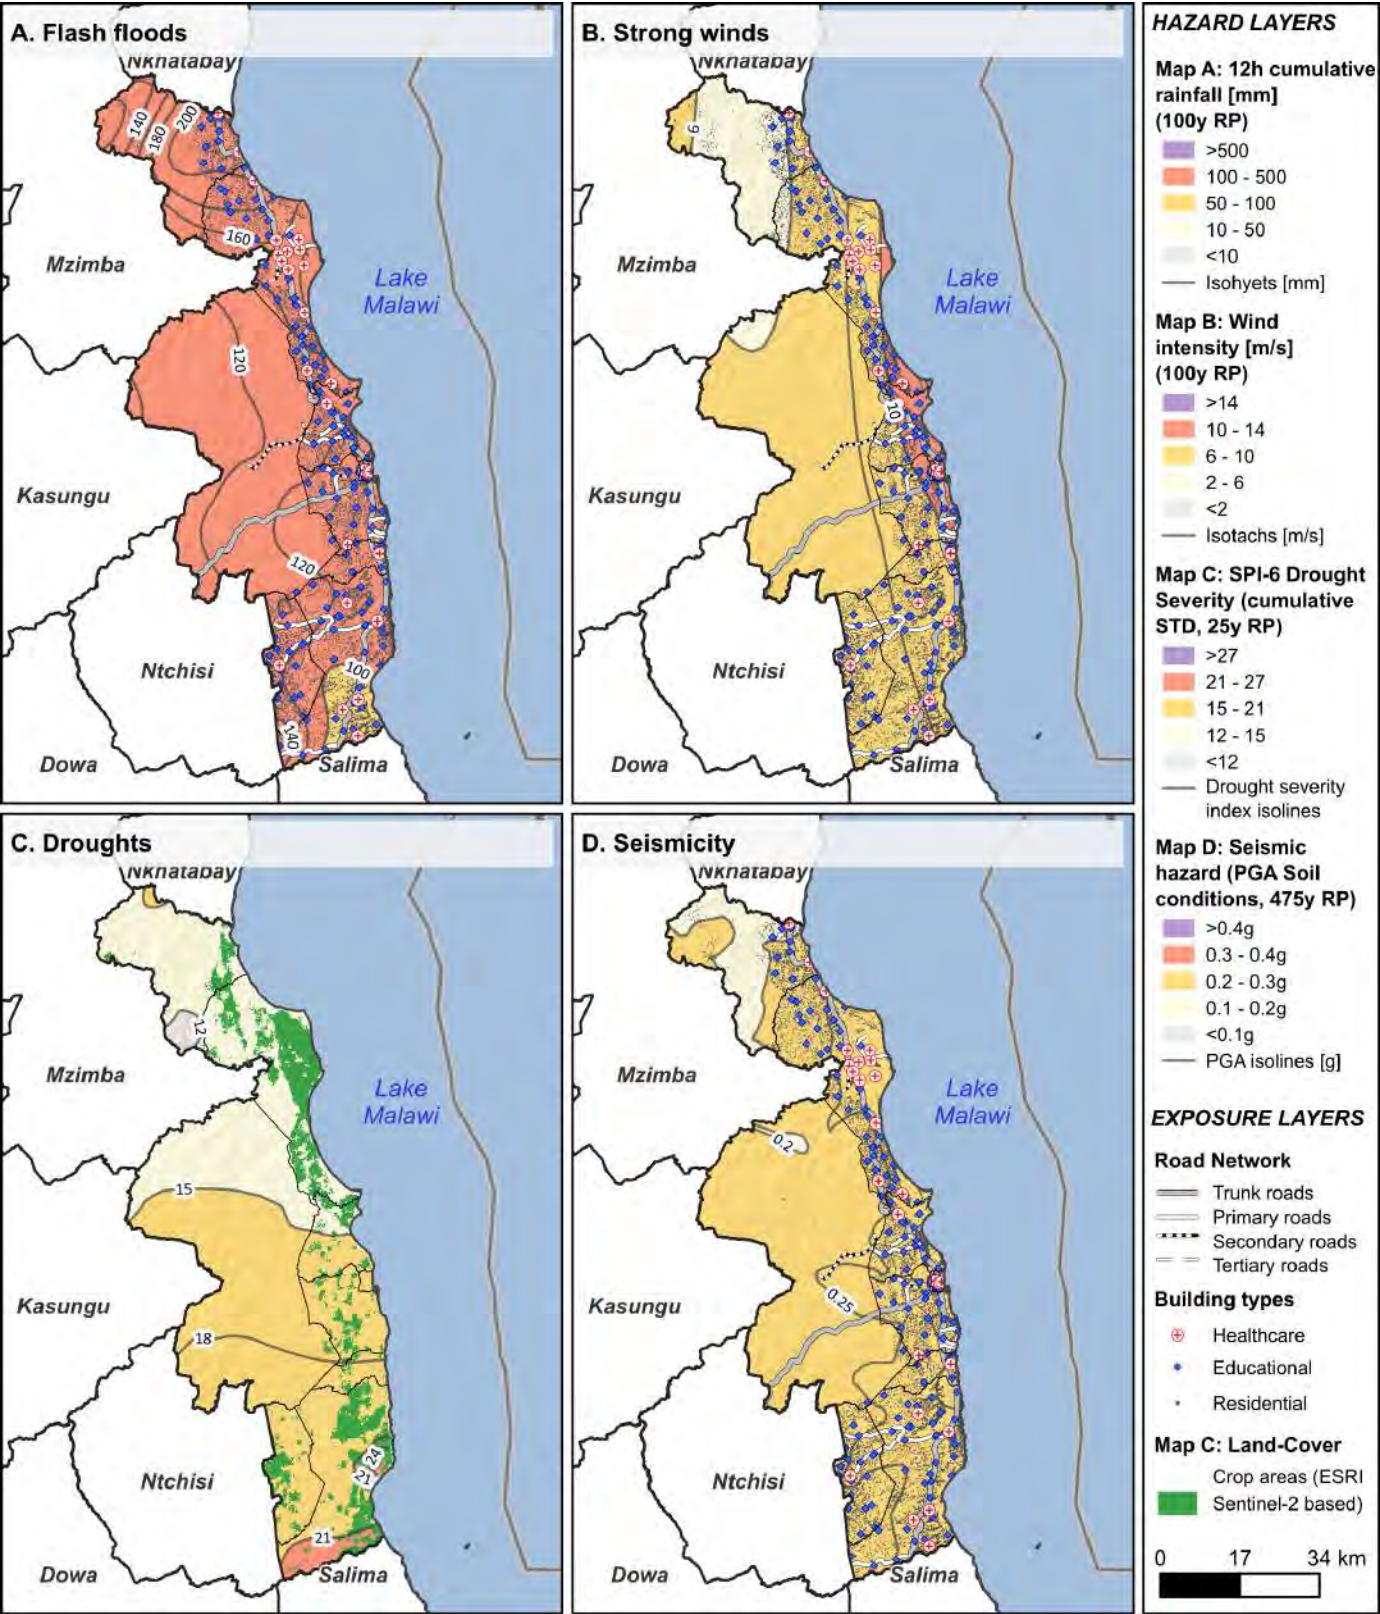 A. Flash floods
Nkhatabay
140
180
200
160
Mzimba
Lake
Malawi
120
Kasungu
120
Ntchisi
100
140
Dowa
Salima
B. Strong winds
Nkhatabay
6
Mzimba
Lake
Malawi
10
Kasungu
Ntchisi
Dowa
Salima
C. Droughts
Nkhatabay
12
Mzimba
Lake
Malawi
15
Kasungu
18
Ntchisi
24
21
21
Dowa
Salima
D. Seismicity
Nkhatabay
Mzimba
Lake
Malawi
0.2
0.25
Kasungu
Ntchisi
Dowa
Salima
HAZARD LAYERS
Map A: 12h cumulative
rainfall [mm]
(100y RP)
>500
100 - 500
50 - 100
10 - 50
<10
Isohyets [mm]
Map B: Wind
intensity [m/s]
(100y RP)
>14
10 - 14
6 - 10
2 - 6
<2
Isotachs [m/s]
Map C: SPI-6 Drought
Severity (cumulative
STD, 25y RP)
>27
21 - 27
15 - 21
12 - 15
<12
Drought severity
index isolines
Map D: Seismic
hazard (PGA Soil
conditions, 475y RP)
>0.4g
0.3 - 0.4g
0.2 - 0.3g
0.1 - 0.2g
<0.1g
PGA isolines [g]
EXPOSURE LAYERS
Road Network
Trunk roads
Primary roads
Secondary roads
Tertiary roads
Building types
Healthcare
Educational
Residential
Map C: Land-Cover
Crop areas (ESRI
Sentinel-2 based)
0 17 34 km